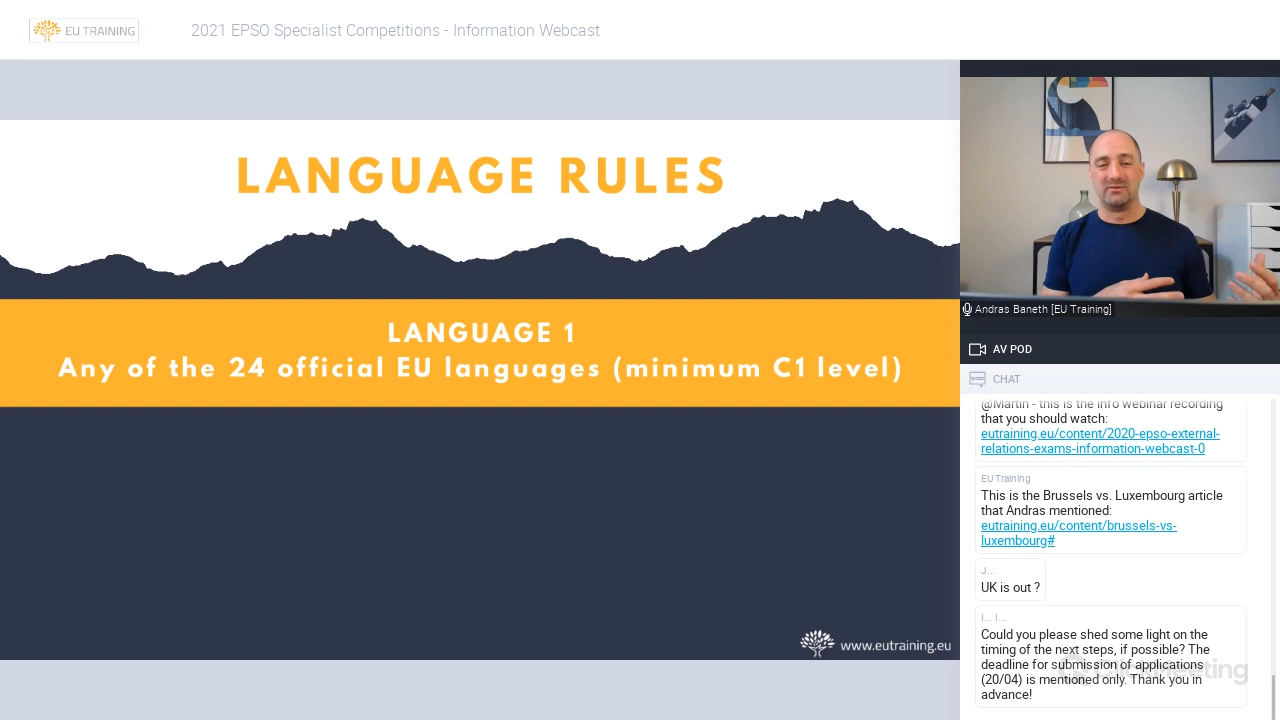 EU TRAINING
2021 EPSO Specialist Competitions - Information Webcast
LANGUAGE RULES
LANGUAGE 1
Any of the 24 official EU languages (minimum C1 level)
www.eutraining.eu
Andras Baneth [EU Training]
AV POD
CHAT
@Martin - this is the info webinar recording
that you should watch:
eutraining.eu/content/2020-epso-external-
relations-exams-information-webcast-0
EU Training
This is the Brussels vs. Luxembourg article
that Andras mentioned:
eutraining.eu/content/brussels-vs-
luxembourg#
J...
UK is out ?
I... I...
Could you please shed some light on the
timing of the next steps, if possible? The
deadline for submission of applications
(20/04) is mentioned only. Thank you in
advance!